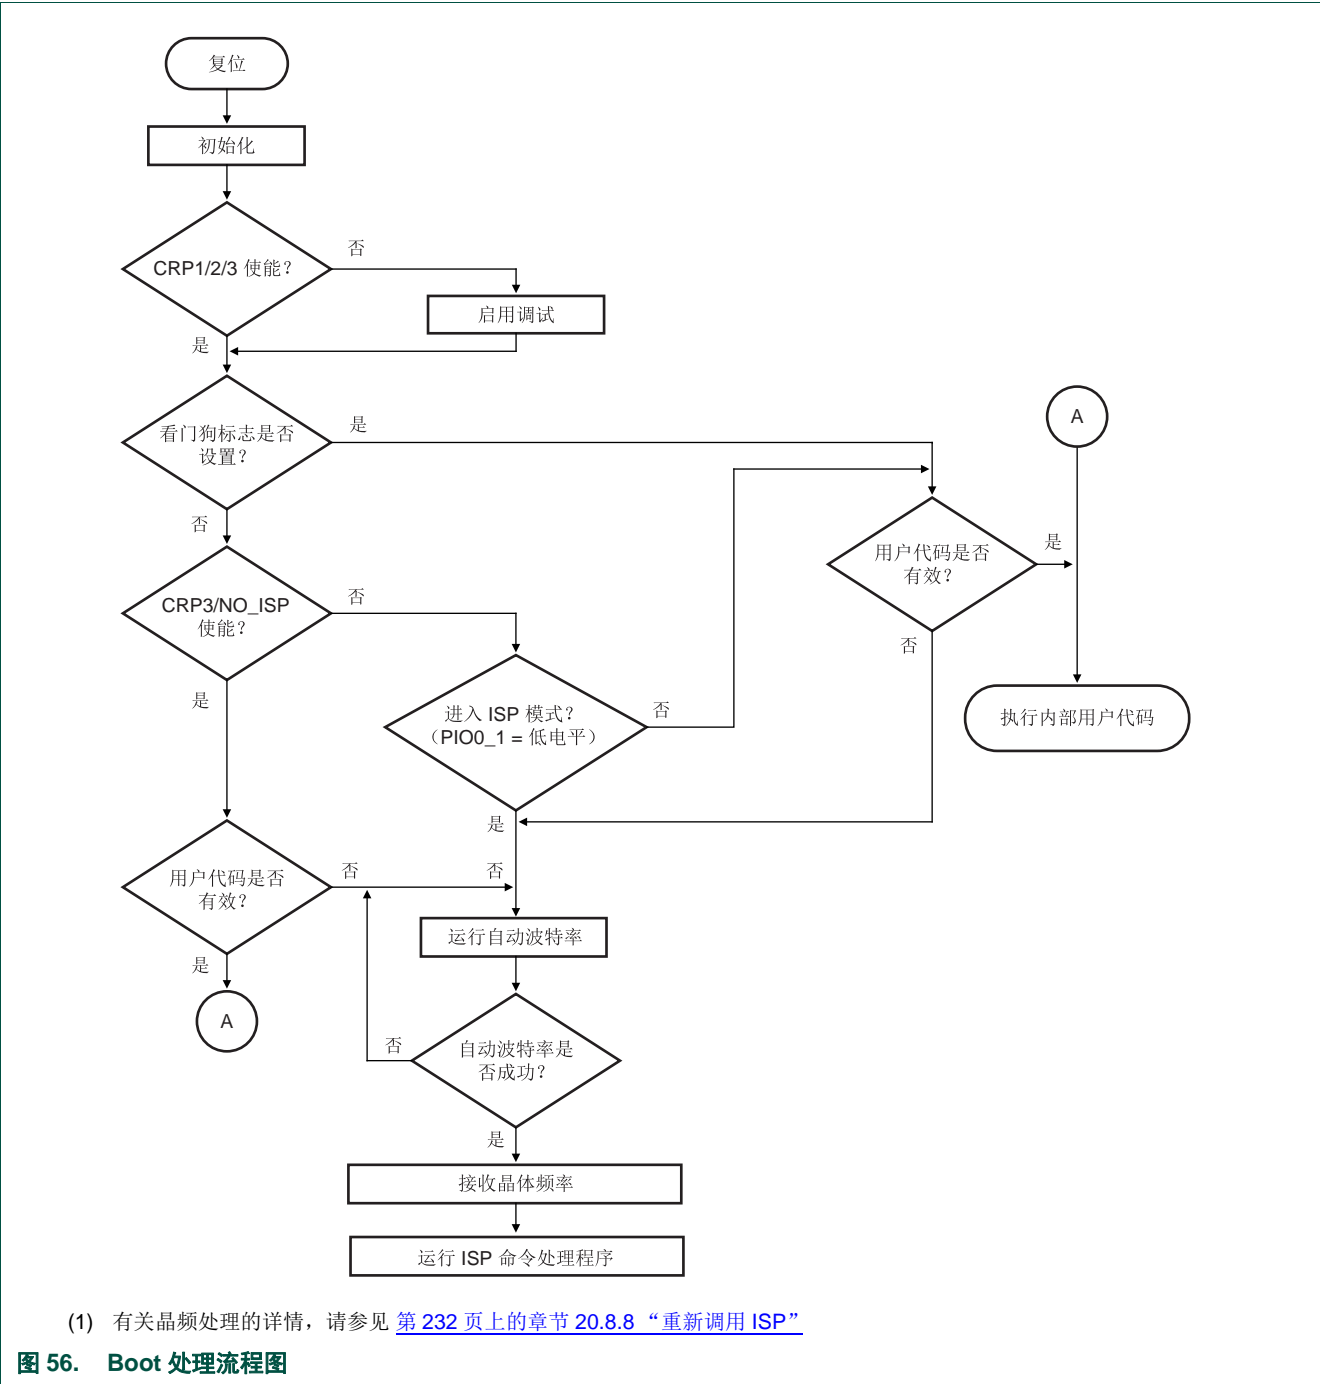 复位
初始化
CRP1/2/3 使能？
否
启用调试
是
看门狗标志是否
设置？
是
A
否
用户代码是否
有效？
是
否
CRP3/NO_ISP
使能？
否
是
进入 ISP 模式？
（PIO0_1 = 低电平）
否
执行内部用户代码
是
用户代码是否
有效？
否
否
运行自动波特率
是
A
自动波特率是
否成功？
否
是
接收晶体频率
运行 ISP 命令处理程序
(1) 有关晶频处理的详情，请参见 第 232 页上的章节 20.8.8 “重新调用 ISP”
图 56. Boot 处理流程图